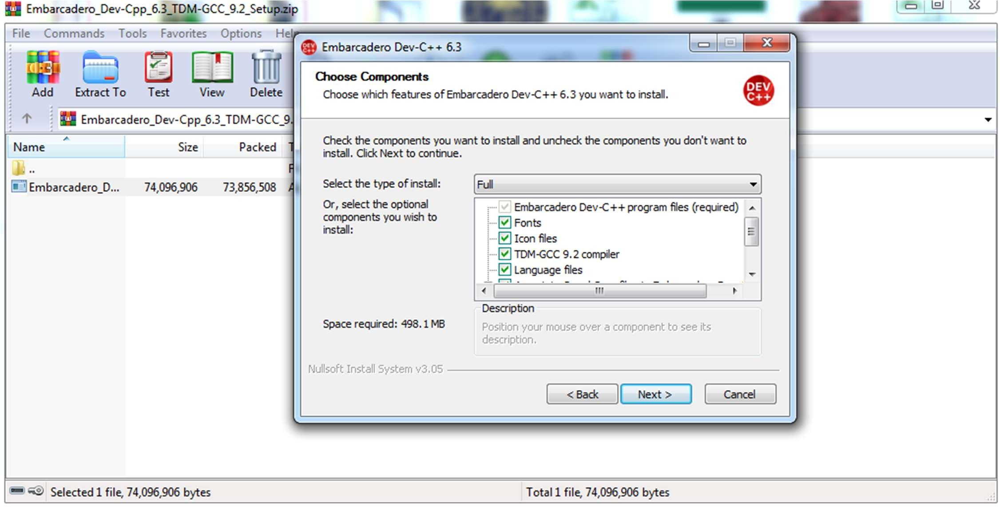 Embarcadero_Dev-Cpp_6.3_TDM-GCC_9.2_Setup.zip
File Commands Tools Favorites Options Help
Add Extract To Test View Delete
Embarcadero_Dev-Cpp_6.3_TDM-GCC_9.
Name Size Packed T
..
Embarcadero_D... 74,096,906 73,856,508
Selected 1 file, 74,096,906 bytes
Total 1 file, 74,096,906 bytes
Embarcadero Dev-C++ 6.3
Choose Components
Choose which features of Embarcadero Dev-C++ 6.3 you want to install.
DEV
C++
Check the components you want to install and uncheck the components you don't want to
install. Click Next to continue.
Select the type of install:
Full
Or, select the optional
components you wish to
install:
Embarcadero Dev-C++ program files (required)
Fonts
Icon files
TDM-GCC 9.2 compiler
Language files
Space required: 498.1 MB
Description
Position your mouse over a component to see its
description.
Nullsoft Install System v3.05
< Back
Next >
Cancel